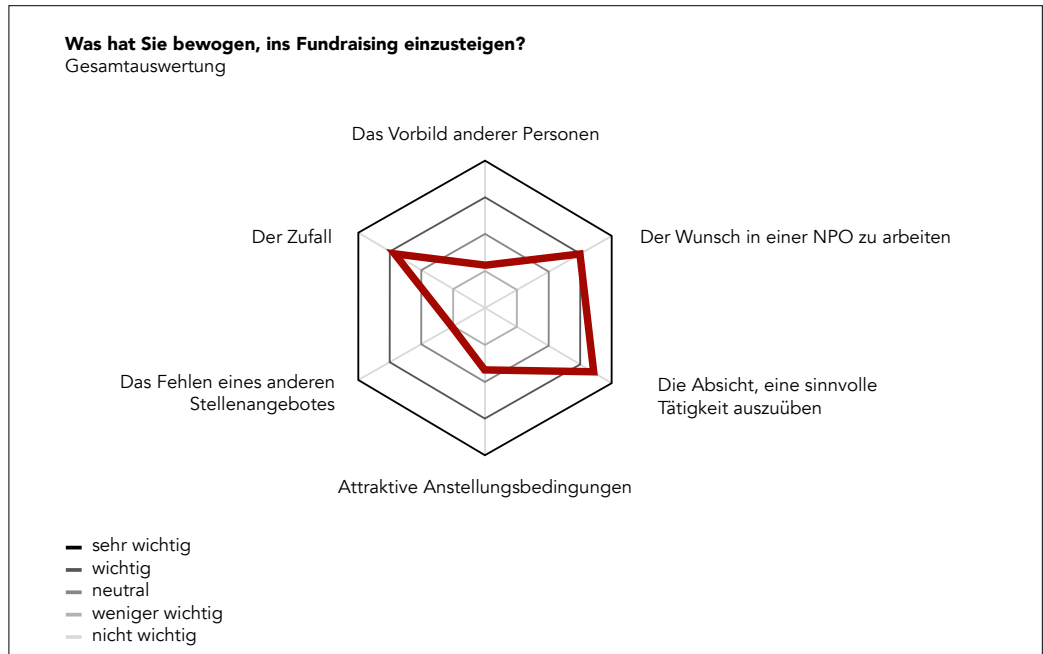 Was hat Sie bewogen, ins Fundraising einzusteigen?
Gesamtauswertung
Das Vorbild anderer Personen
Der Zufall
Der Wunsch in einer NPO zu arbeiten
Das Fehlen eines anderen
Stellenangebotes
Die Absicht, eine sinnvolle
Tätigkeit auszuüben
Attraktive Anstellungsbedingungen
sehr wichtig
wichtig
neutral
weniger wichtig
nicht wichtig